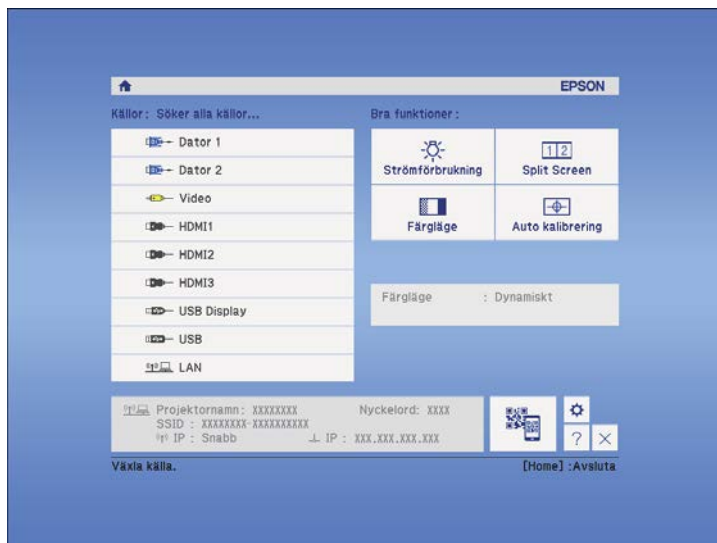 EPSON
Källor : Söker alla källor...
Dator 1
Dator 2
Video
HDMI1
HDMI2
HDMI3
USB Display
USB
LAN
Bra funktioner :
Strömförbrukning
1 2
Split Screen
Färgläge
Auto kalibrering
Färgläge : Dynamiskt
Projektornamn : XXXXXXXX Nyckelord: XXXX
SSID : XXXXXXXX-XXXXXXXXXX
IP : Snabb IP : XXX.XXX.XXX.XXX
?
Växla källa.
[Home] :Avsluta